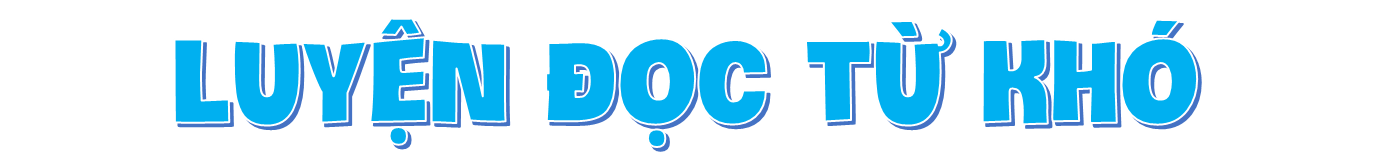 LUYỆN ĐỌC TỪ KHÓ